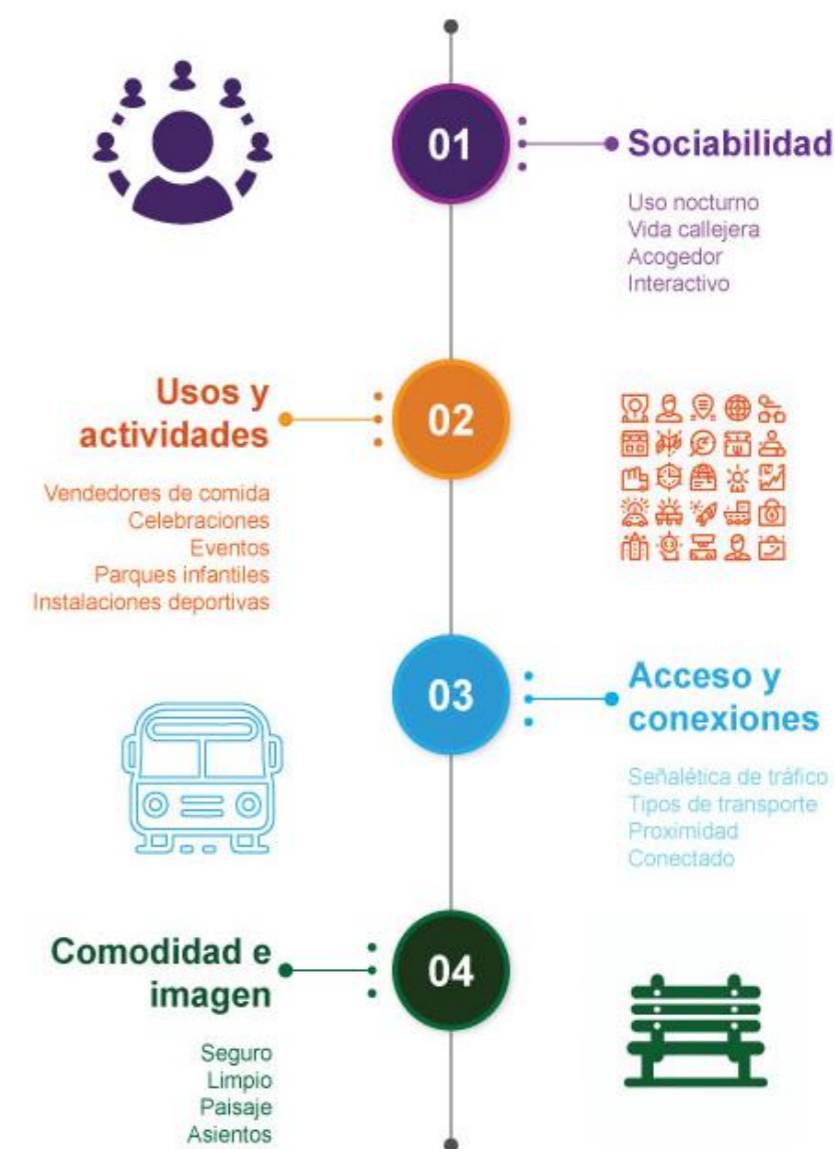 01
Sociabilidad
Uso nocturno
Vida callejera
Acogedor
Interactivo
Usos y
actividades
02
Vendedores de comida
Celebraciones
Eventos
Parques infantiles
Instalaciones deportivas
03
Acceso y
conexiones
Señalética de tráfico
Tipos de transporte
Proximidad
Conectado
Comodidad e
imagen
04
Seguro
Limpio
Paisaje
Asientos